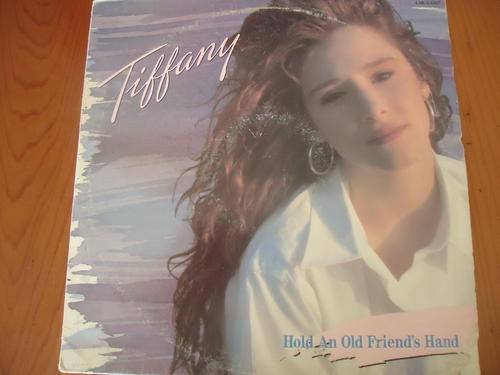 Tiffany
Hold An Old Friend's Hand